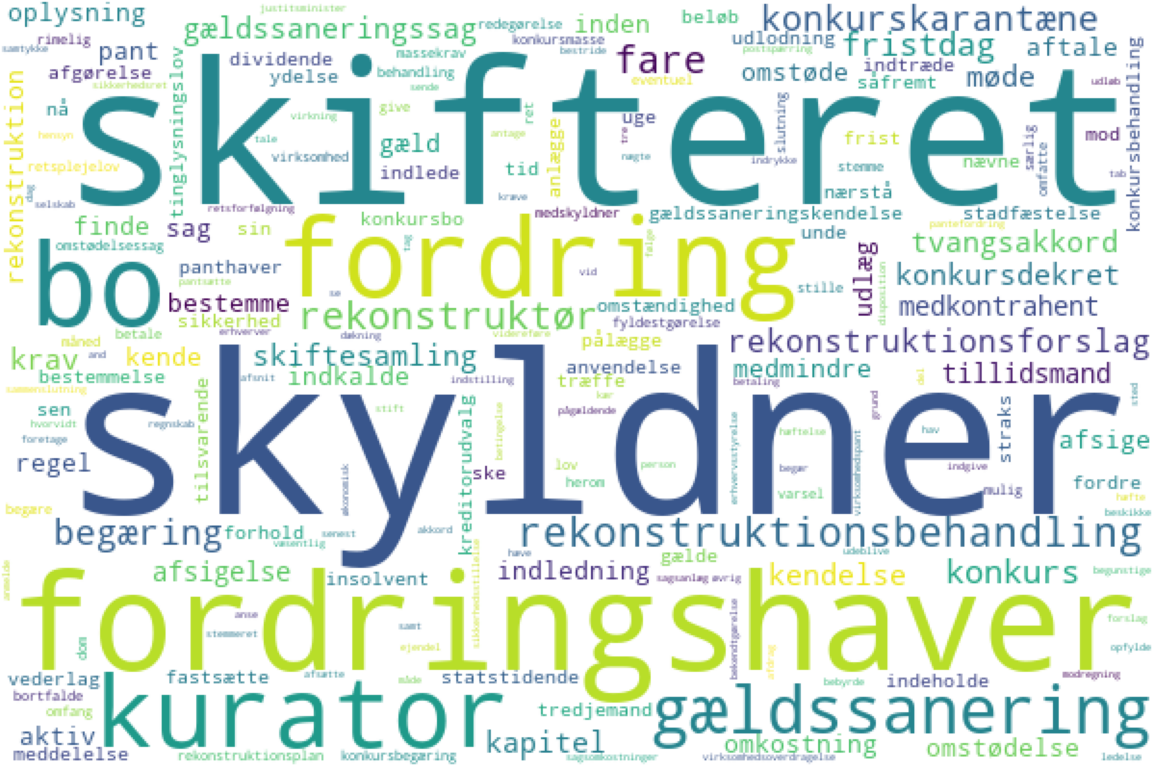 oplysning
justitsminister
gældssaneringssag
redegørelse
inden
beløb
konkurskarantæne
samtykke
rimelig
pant
dividende
massekrav
konkursmasse
bestride
fare
udlodning
postspærring
fristdag
aftale
afgørelse
sikkerhedsret
ydelse
behandling
sende
eventuel
omstøde
indtræde
såfremt
møde
udløb
rekonstruktion
nå
tinglysningslov
virkning
give
ret
antage
anlægge
tre
uge
nægte
slutning
frist
særlig
omfatte
mod
konkursbehandling
skifteret
hensyn
retsplejelov
tale
virksomhed
gæld
indlede
tid
indrykke
stemme
nævne
tab
dag
selskab
retsforfølgning
kræve
nærstå
finde
sag
sin
konkursbo
medskyldner
gældssaneringskendelse
stadfæstelse
omstødelsessag
fordring
tag
følge
unde
pantefordring
tvangsakkord
bo
panthaver
pantsætte
vid
stille
udlæg
disposition
konkursdekret
bestemme
se
omstændighed
medkontrahent
sikkerhed
rekonstruktør
fyldestgørelse
måned
betale
erhverver
dækning
videreføre
pålægge
rekonstruktionsforslag
krav
and
kende
skiftesamling
anvendelse
medmindre
del
tillidsmand
bestemmelse
afsnit
indkalde
indstilling
træffe
betaling
sammenslutning
kær
grund
sted
sen
hvorvidt
tilsvarende
regnskab
stift
kreditorudvalg
betingelse
pågældende
erhvervsstyrelse
hæftelse
hav
straks
foretage
skyldner
afsige
regel
økonomisk
ske
lov
person
begær
virksomhedspant
indgive
herom
varsel
mulig
fordre
hæfte
begære
beskikke
begæring
forhold
væsentlig
senest
akkord
rekonstruktionsbehandling
anmelde
afsigelse
insolvent
sikkerhedsstillelse
have
indledning
gælde
sagsanlæg
øvrig
udeblive
kendelse
konkurs
begunstige
fordringshaver
anse
samt
forslag
dom
stemmeret
ejendel
bekendtgørelse
afdrag
opfylde
vederlag
fastsætte
afsætte
måde
statstidende
bebyrde
indeholde
modregning
bortfalde
omfang
kurator
tredjemand
gældssanering
aktiv
meddelelse
rekonstruktionsplan
konkursbegæring
kapitel
sagsomkostninger
omkostning
virksomhedsoverdragelse
omstødelse
ledelse